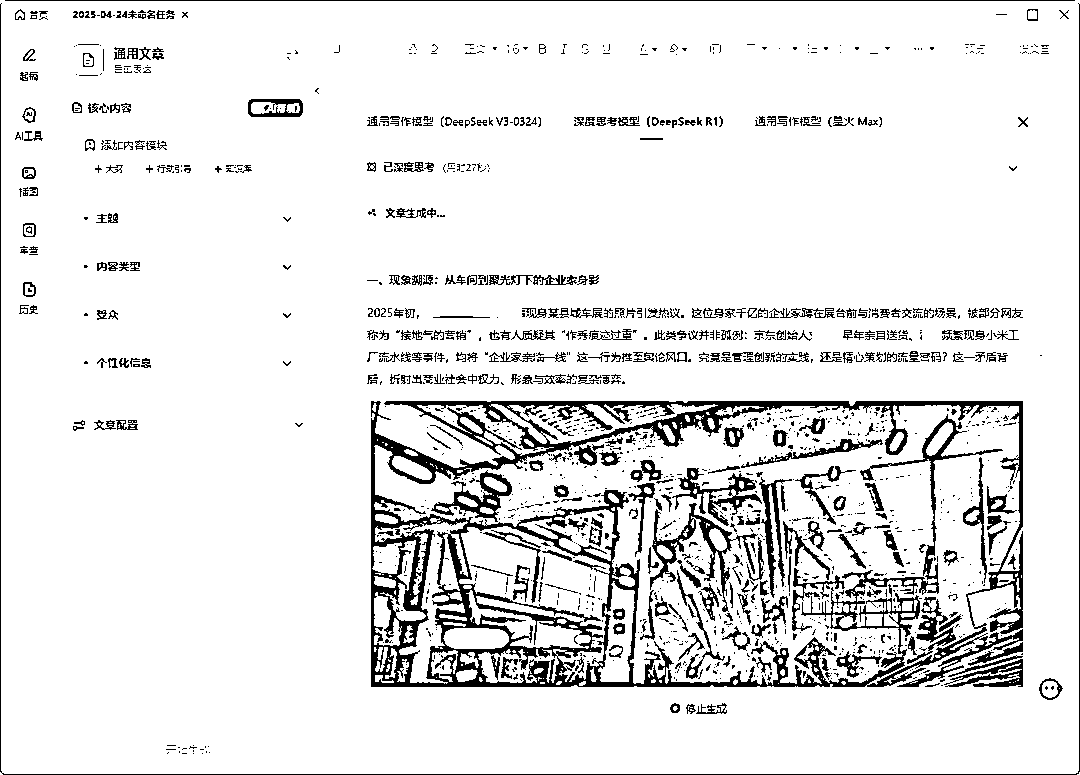 首页
2025-04-24未命名任务
通用文章
起稿
核心内容
AI工具
添加内容模块
+ 大纲 + 行动引导 + 知识库
插图
主题
审查
内容类型
历史
受众
个性化信息
文章配置
正文 16 B I S U
通用写作模型（DeepSeek V3-0324） 深度思考模型（DeepSeek R1） 通用写作模型（星火 Max）
已深度思考 （用时27秒）
文章生成中...
一、现象溯源：从车间到聚光灯下的企业家身影
2025年初， 现身某县城车展的照片引发热议。这位身家千亿的企业家蹲在展台前与消费者交流的场景，被部分网友
称为“接地气的营销”，也有人质疑其“作秀痕迹过重”。此类争议并非孤例：京东创始人 早年亲自送货、 频繁现身小米工
厂流水线等事件，均将“企业家亲临一线”这一行为推至舆论风口。究竟是管理创新的实践，还是精心策划的流量密码？这一矛盾背
后，折射出商业社会中权力、形象与效率的复杂博弈。
停止生成
开始生成